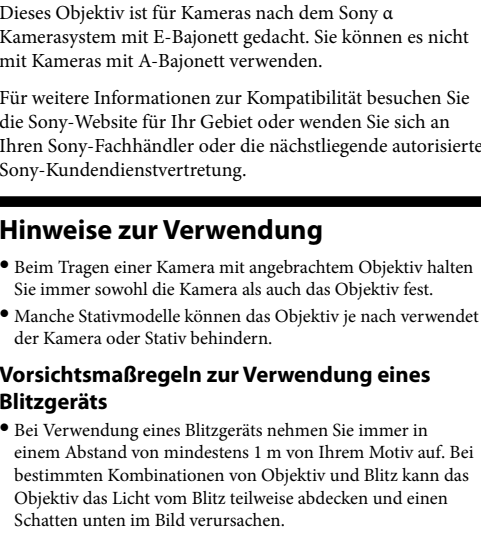 Dieses Objektiv ist für Kameras nach dem Sony α
Kamerasystem mit E-Bajonett gedacht. Sie können es nicht
mit Kameras mit A-Bajonett verwenden.
Für weitere Informationen zur Kompatibilität besuchen Sie
die Sony-Website für Ihr Gebiet oder wenden Sie sich an
Ihren Sony-Fachhändler oder die nächstliegende autorisierte
Sony-Kundendienstvertretung.
Hinweise zur Verwendung
• Beim Tragen einer Kamera mit angebrachtem Objektiv halten
Sie immer sowohl die Kamera als auch das Objektiv fest.
• Manche Stativmodelle können das Objektiv je nach verwendet
der Kamera oder Stativ behindern.
Vorsichtsmaßregeln zur Verwendung eines
Blitzgeräts
• Bei Verwendung eines Blitzgeräts nehmen Sie immer in
einem Abstand von mindestens 1 m von Ihrem Motiv auf. Bei
bestimmten Kombinationen von Objektiv und Blitz kann das
Objektiv das Licht vom Blitz teilweise abdecken und einen
Schatten unten im Bild verursachen.